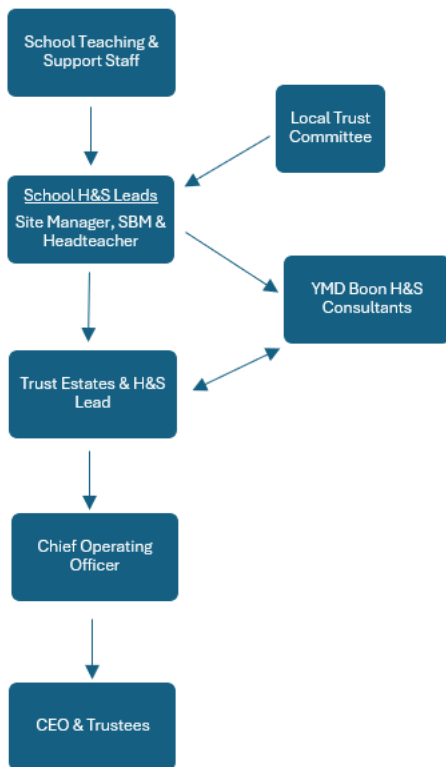 School Teaching &
Support Staff
Local Trust
Committee
School H&S Leads
Site Manager, SBM &
Headteacher
YMD Boon H&S
Consultants
Trust Estates & H&S
Lead
Chief Operating
Officer
CEO & Trustees